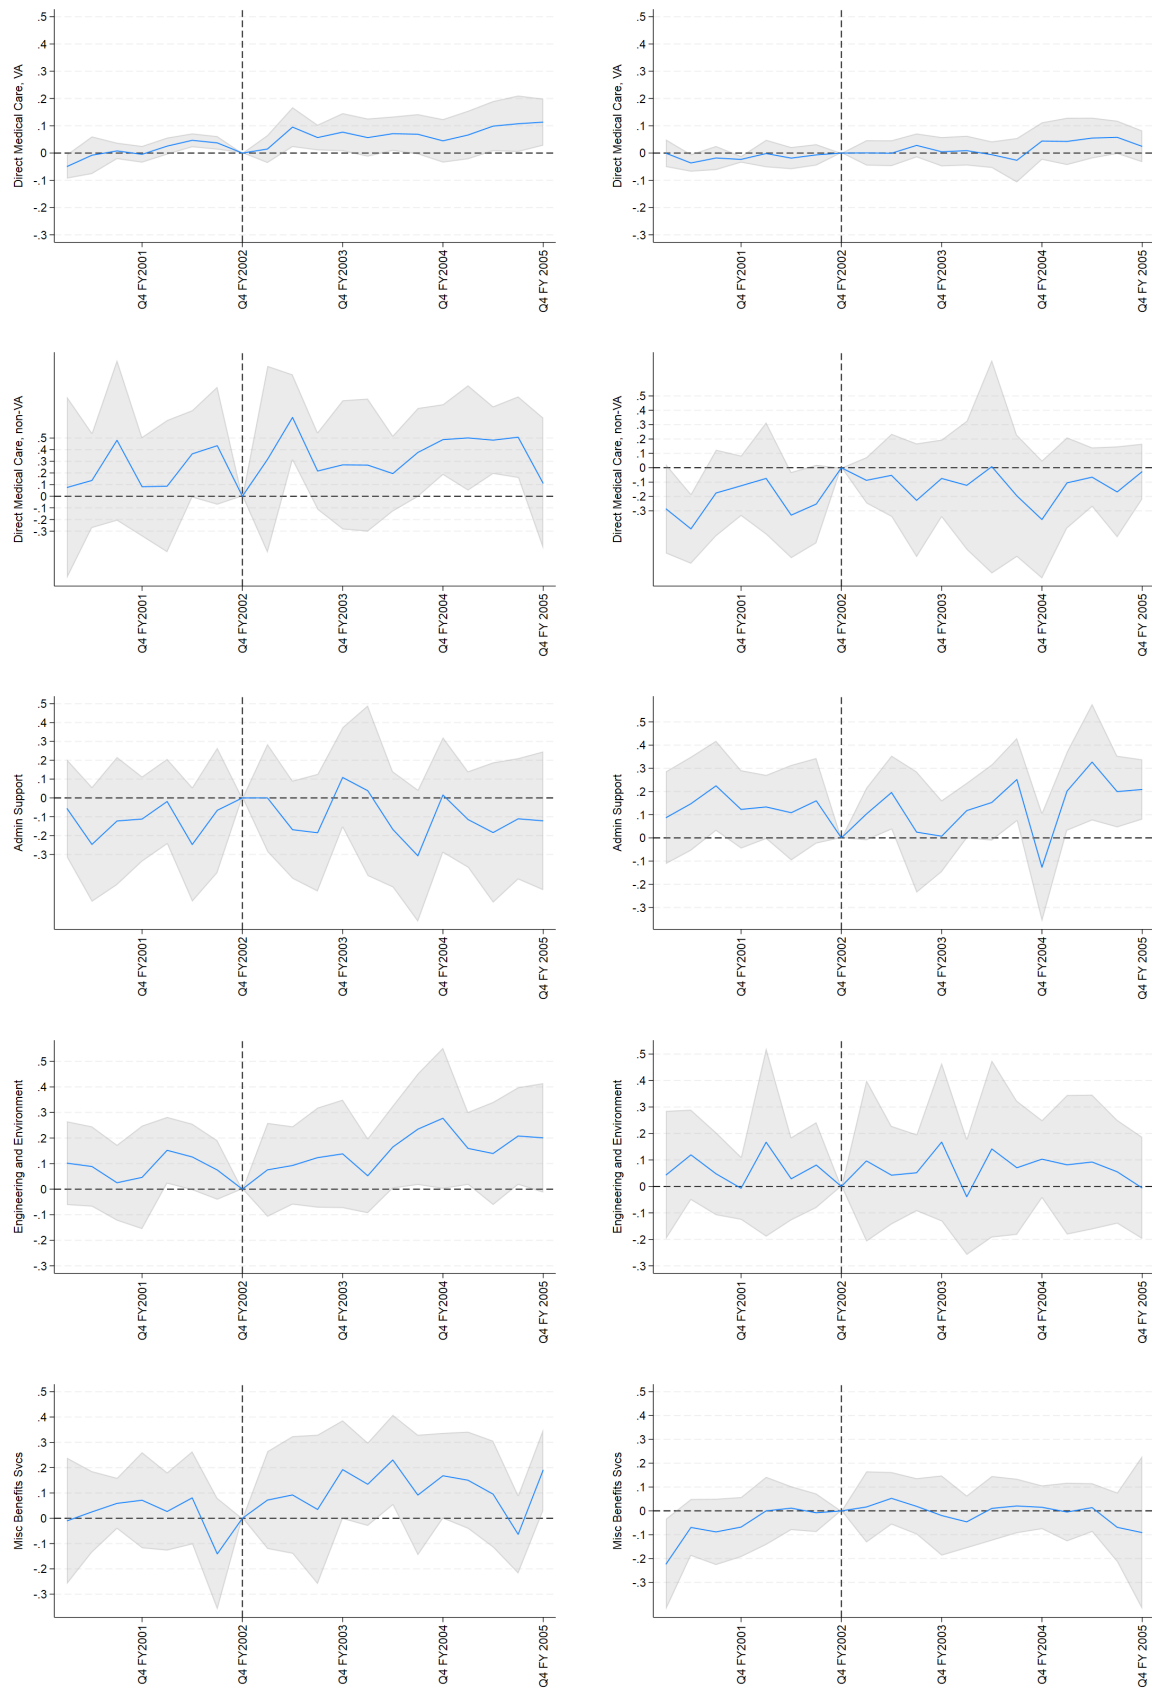 Direct Medical Care, VA
.5
.4
.3
.2
.1
0
-.1
-.2
-.3
Q4 FY2001
Q4 FY2002
Q4 FY2003
Q4 FY2004
Q4 FY 2005
Direct Medical Care, VA
.5
.4
.3
.2
.1
0
-.1
-.2
-.3
Q4 FY2001
Q4 FY2002
Q4 FY2003
Q4 FY2004
Q4 FY 2005
Direct Medical Care, non-VA
.5
.4
.3
.2
.1
0
-.1
-.2
-.3
Q4 FY2001
Q4 FY2002
Q4 FY2003
Q4 FY2004
Q4 FY 2005
Direct Medical Care, non-VA
.5
.4
.3
.2
.1
0
-.1
-.2
-.3
Q4 FY2001
Q4 FY2002
Q4 FY2003
Q4 FY2004
Q4 FY 2005
Admin Support
.5
.4
.3
.2
.1
0
-.1
-.2
-.3
Q4 FY2001
Q4 FY2002
Q4 FY2003
Q4 FY2004
Q4 FY 2005
Admin Support
.5
.4
.3
.2
.1
0
-.1
-.2
-.3
Q4 FY2001
Q4 FY2002
Q4 FY2003
Q4 FY2004
Q4 FY 2005
Engineering and Environment
.5
.4
.3
.2
.1
0
-.1
-.2
-.3
Q4 FY2001
Q4 FY2002
Q4 FY2003
Q4 FY2004
Q4 FY 2005
Engineering and Environment
.5
.4
.3
.2
.1
0
-.1
-.2
-.3
Q4 FY2001
Q4 FY2002
Q4 FY2003
Q4 FY2004
Q4 FY 2005
Misc Benefits Svcs
.5
.4
.3
.2
.1
0
-.1
-.2
-.3
Q4 FY2001
Q4 FY2002
Q4 FY2003
Q4 FY2004
Q4 FY 2005
Misc Benefits Svcs
.5
.4
.3
.2
.1
0
-.1
-.2
-.3
Q4 FY2001
Q4 FY2002
Q4 FY2003
Q4 FY2004
Q4 FY 2005